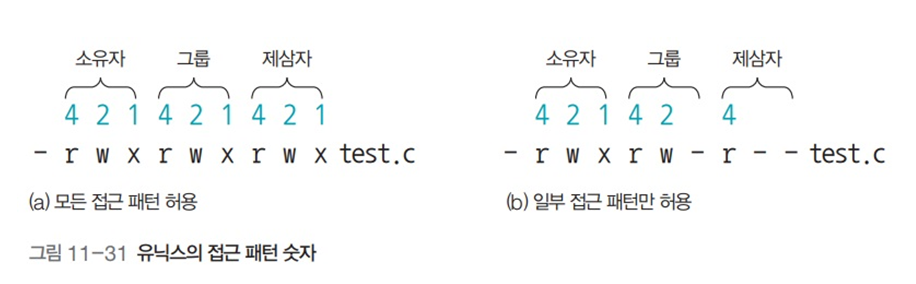 소유자 그룹 제삼자
4 2 1 4 2 1 4 2 1
- r w x r w x r w x test.c
(a) 모든 접근 패턴 허용
소유자 그룹 제삼자
4 2 1 4 2 4
- r w x r w - r - - test.c
(b) 일부 접근 패턴만 허용
그림 11-31 유닉스의 접근 패턴 숫자